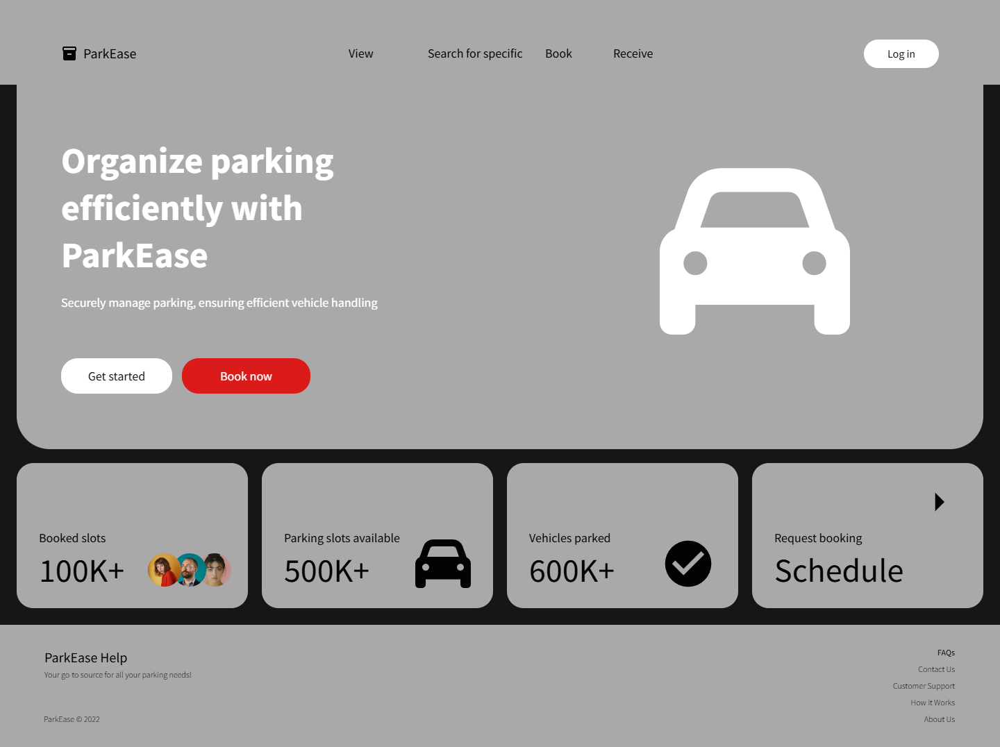 ParkEase
View
Search for specific
Book
Receive
Log in
Organize parking
efficiently with
ParkEase
Securely manage parking, ensuring efficient vehicle handling
Get started
Book now
Booked slots
100K+
Parking slots available
500K+
Vehicles parked
600K+
Request booking
Schedule
ParkEase Help
Your go to source for all your parking needs!
ParkEase © 2022
FAQs
Contact Us
Customer Support
How it Works
About Us